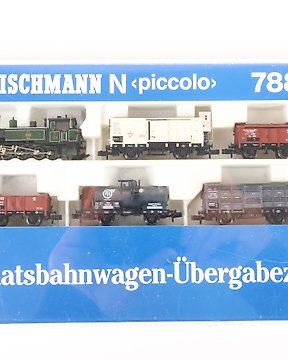 ISCHMANN N ‹piccolo› 788
atsbahnwagen-Übergabez